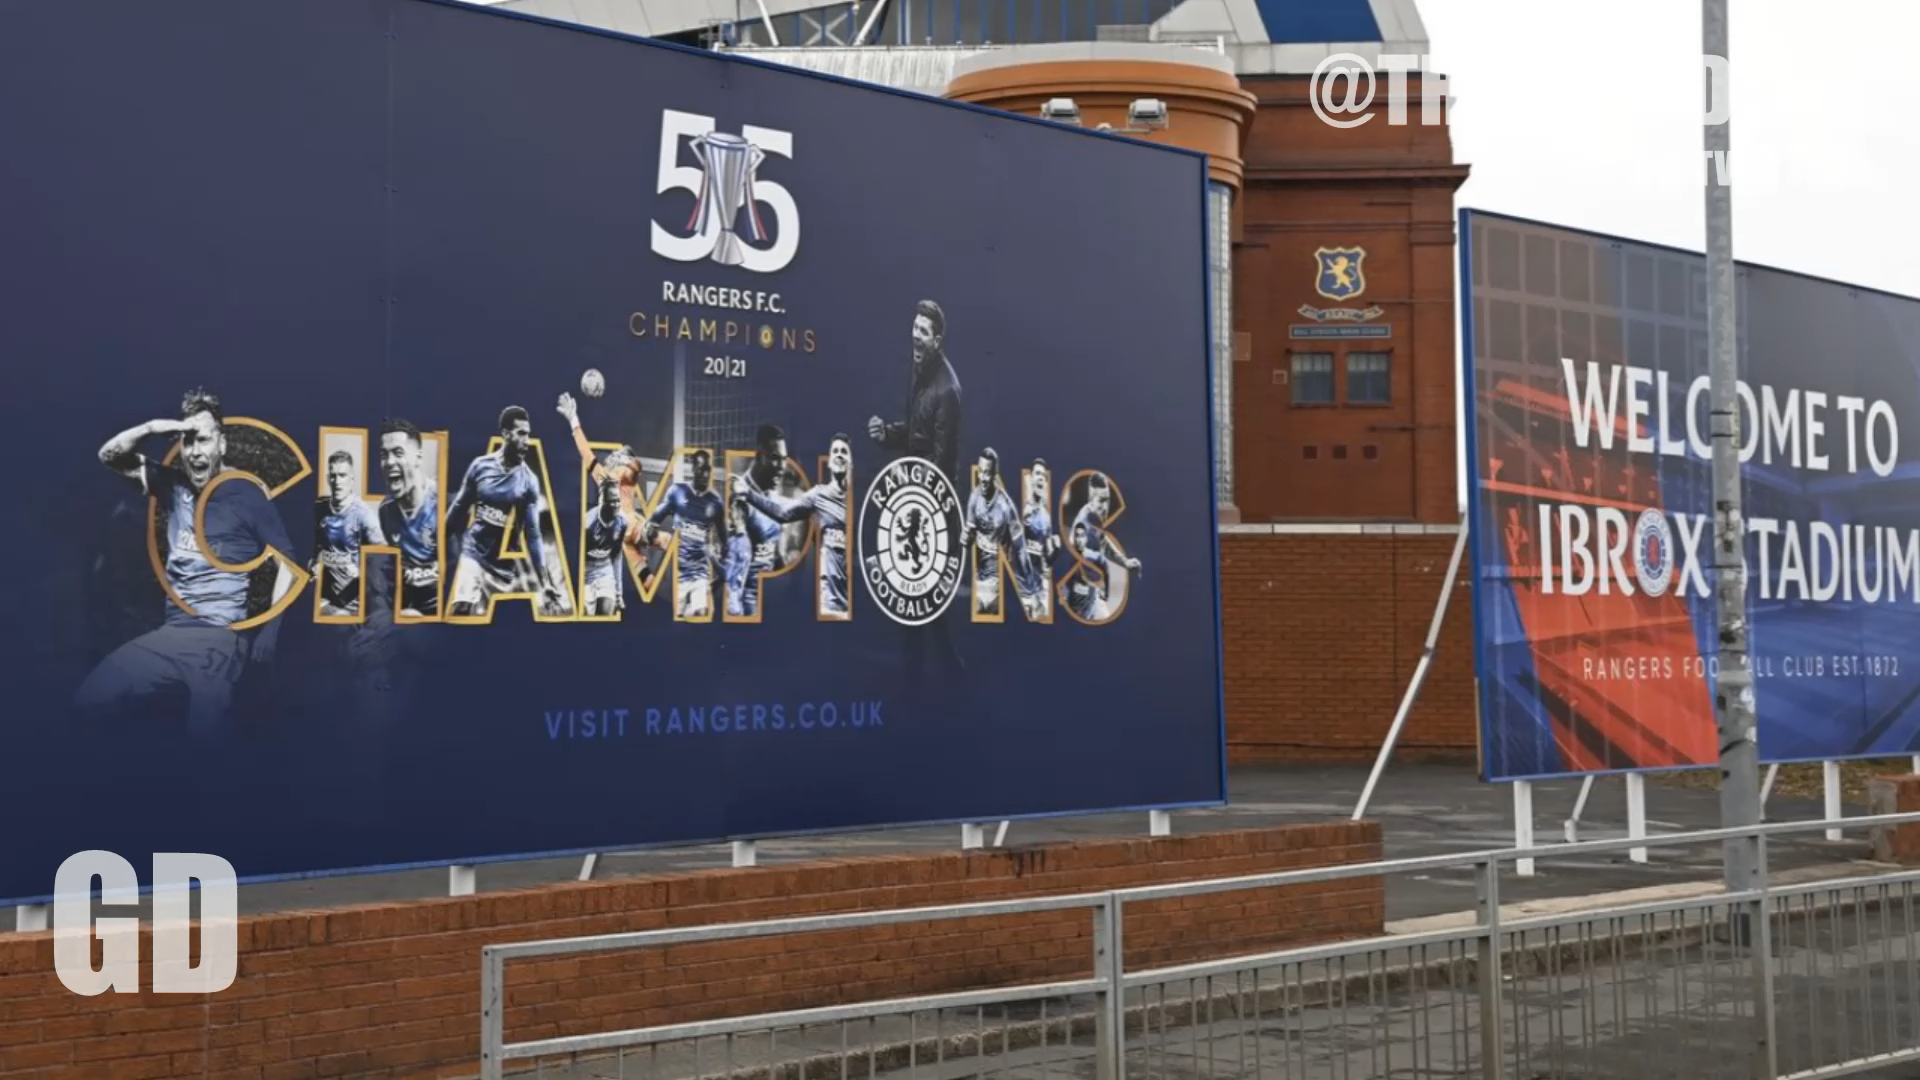 55
RANGERS F.C.
CHAMPIONS
20|21
CHAMPIONS
RANGERS
READY
FOOTBALL CLUB
VISIT RANGERS.CO.UK
READY
WELCOME TO
IBROX STADIUM
RANGERS FOOTBALL CLUB EST.1872
GD